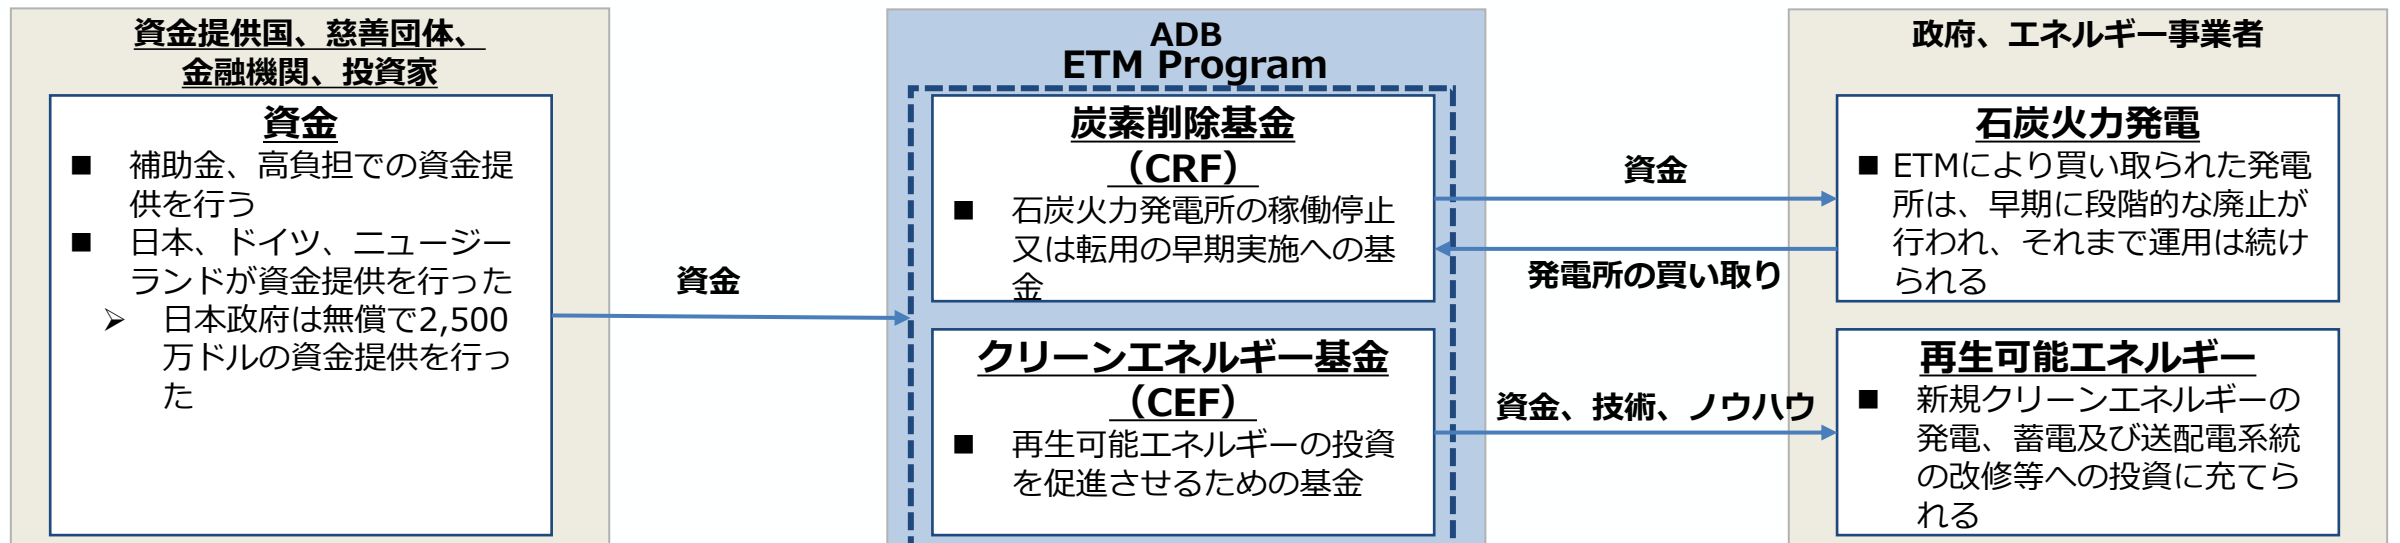 資金提供国、慈善団体、
金融機関、投資家
資金
■ 補助金、高負担での資金提
供を行う
■ 日本、ドイツ、ニュージー
ランドが資金提供を行った
➢ 日本政府は無償で2,500
万ドルの資金提供を行っ
た
資金
ADB
ETM Program
炭素削除基金
（CRF）
■ 石炭火力発電所の稼働停止
又は転用の早期実施への基
金
クリーンエネルギー基金
（CEF）
■ 再生可能エネルギーの投資
を促進させるための基金
資金
発電所の買い取り
資金、技術、ノウハウ
政府、エネルギー事業者
石炭火力発電
■ ETMにより買い取られた発電
所は、早期に段階的な廃止が
行われ、それまで運用は続け
られる
再生可能エネルギー
■ 新規クリーンエネルギーの
発電、蓄電及び送配電系統
の改修等への投資に充てら
れる